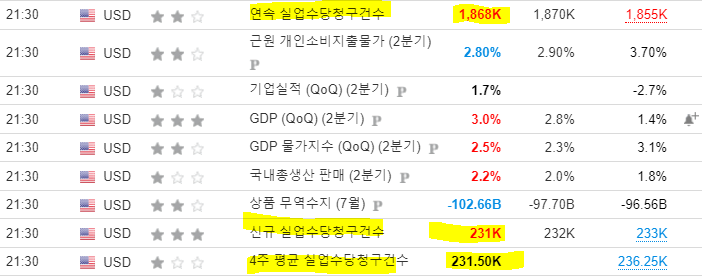 21:30 USD 연속 실업수당청구건수 1,868K 1,870K 1,855K
21:30 USD 근원 개인소비지출물가 (2분기) P 2.80% 2.90% 3.70%
21:30 USD 기업실적 (QoQ) (2분기) P 1.7% -2.7%
21:30 USD GDP (QoQ) (2분기) P 3.0% 2.8% 1.4%
21:30 USD GDP 물가지수 (QoQ) (2분기) P 2.5% 2.3% 3.1%
21:30 USD 국내총생산 판매 (2분기) P 2.2% 2.0% 1.8%
21:30 USD 상품 무역수지 (7월) P -102.66B -97.70B -96.56B
21:30 USD 신규 실업수당청구건수 231K 232K 233K
21:30 USD 4주 평균 실업수당청구건수 231.50K 236.25K